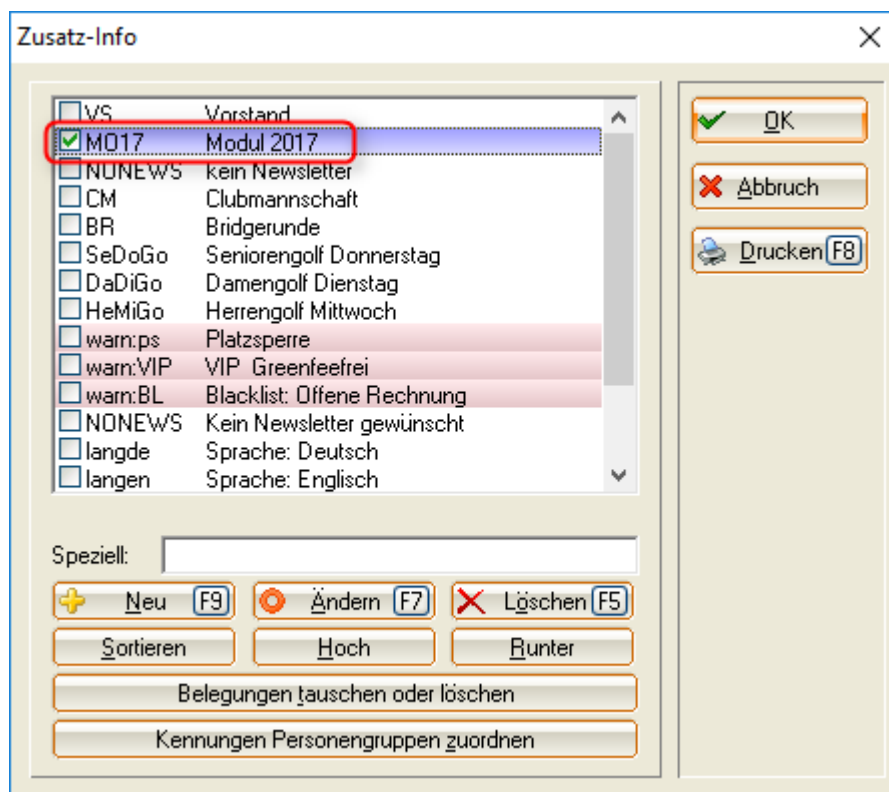 Zusatz-Info
VS Vorstand
MO17 Modul 2017
NONEWS kein Newsletter
CM Clubmannschaft
BR Bridgerunde
SeDoGo Seniorengolf Donnerstag
DaDiGo Damengolf Dienstag
HeMiGo Herrengolf Mittwoch
warn:ps Platzsperre
warn:VIP VIP Greenfeefrei
warn:BL Blacklist: Offene Rechnung
NONEWS Kein Newsletter gewünscht
langde Sprache: Deutsch
langen Sprache: Englisch
Speziell:
Neu F9 Ändern F7 Löschen F5
Sortieren Hoch Runter
Belegungen tauschen oder löschen
Kennungen Personengruppen zuordnen
OK
Abbruch
Drucken F8